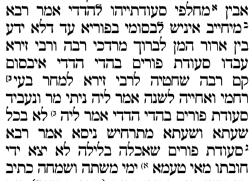 אבין א מחלפי סעודתייהו להדדי אמר רבא
ב מיחייב איניש לבסומי בפוריא עד דלא ידע
בין ארור המן לברוך מרדכי רבה ורבי זירא
עבדו סעודת פורים בהדי הדדי איבסום
קם רבה שחטיה לרבי זירא למחר בעי
רחמי ואחייה לשנה אמר ליה ניתי מר ונעביד
סעודת פורים בהדי הדדי אמר ליה לא בכל
שעתא ושעתא מתרחיש ניסא אמר רבא
ג סעודת פורים שאכלה בלילה לא יצא ידי
חובתו מאי טעמא א) ימי משתה ושמחה כתיב